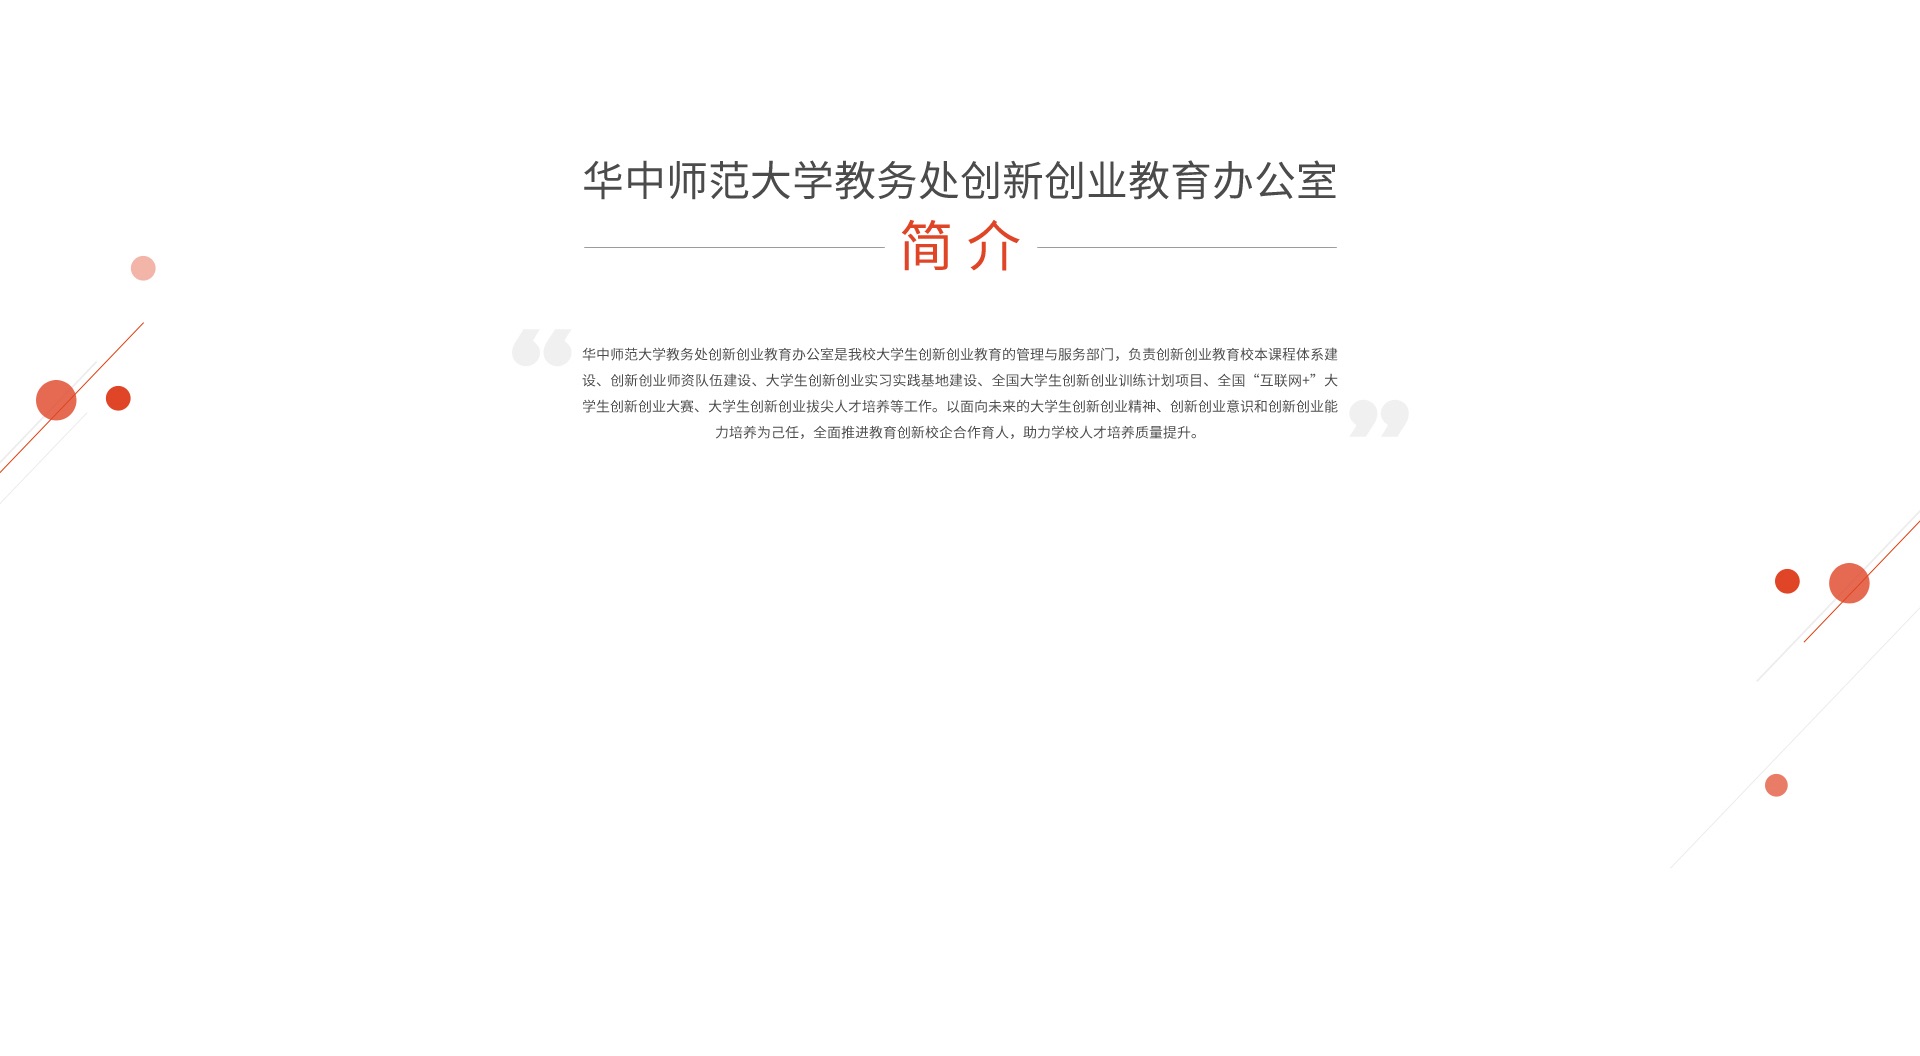 华中师范大学教务处创新创业教育办公室
简 介
华中师范大学教务处创新创业教育办公室是我校大学生创新创业教育的管理与服务部门，负责创新创业教育校本课程体系建
设、创新创业师资队伍建设、大学生创新创业实习实践基地建设、全国大学生创新创业训练计划项目、全国“互联网+”大
学生创新创业大赛、大学生创新创业拔尖人才培养等工作。以面向未来的大学生创新创业精神、创新创业意识和创新创业能
力培养为己任，全面推进教育创新校企合作育人，助力学校人才培养质量提升。